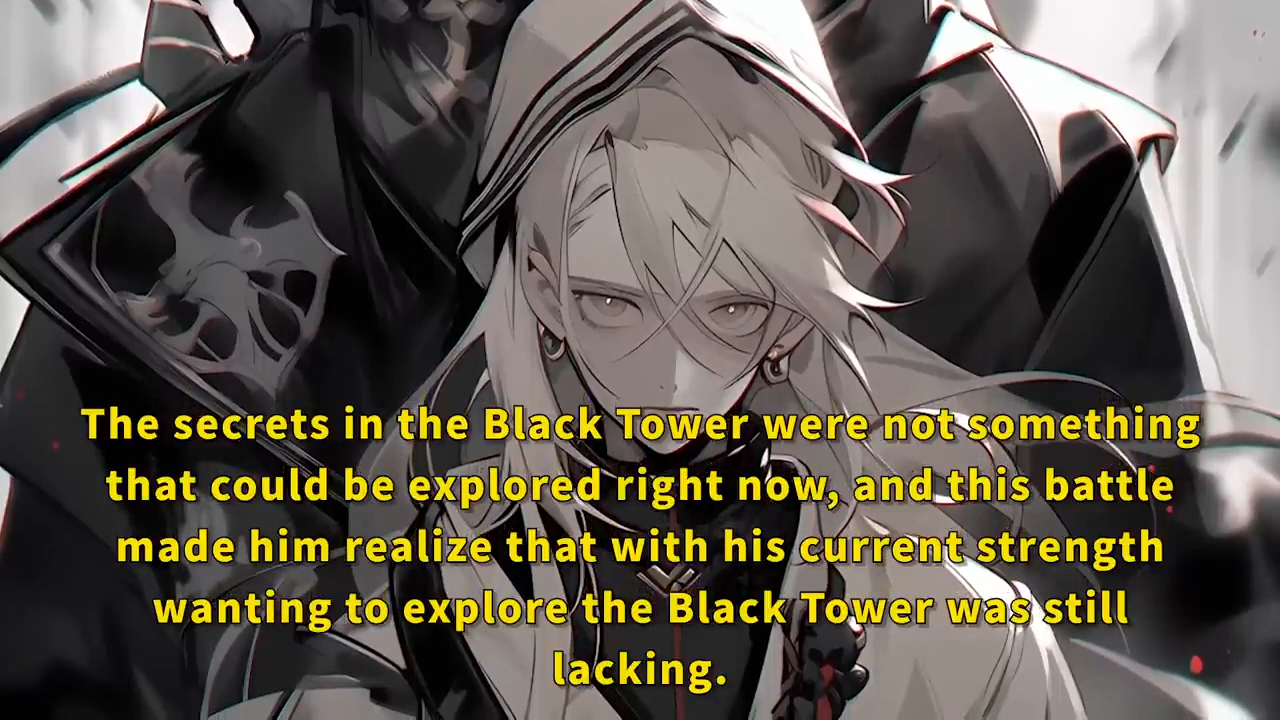 The secrets in the Black Tower were not something
that could be explored right now, and this battle
made him realize that with his current strength
wanting to explore the Black Tower was still
lacking.